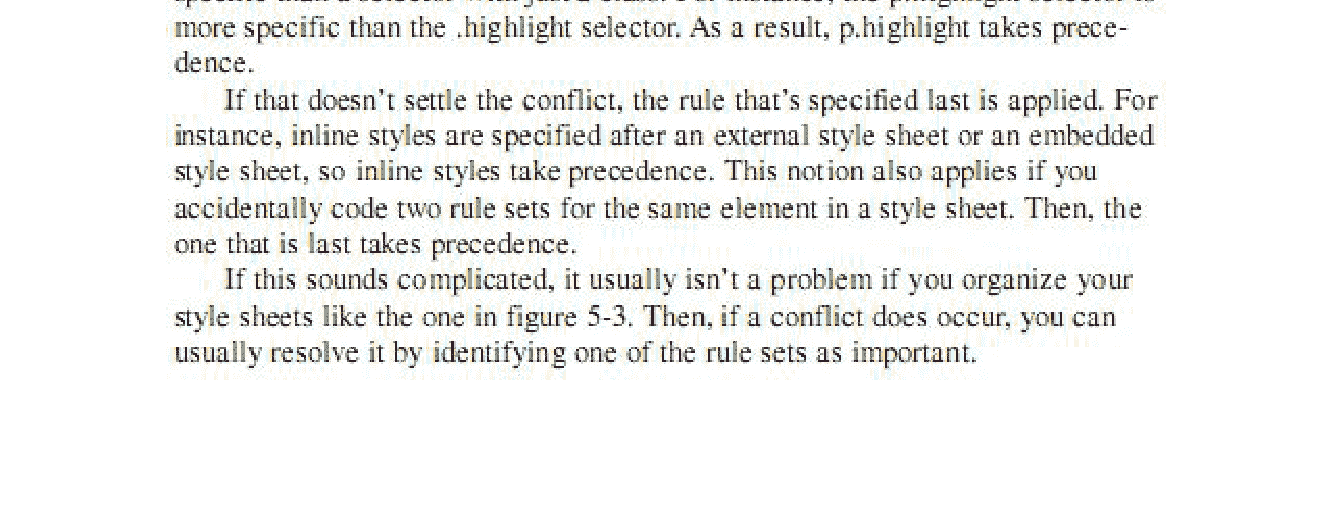 more specific than the .highlight selector. As a result, p.highlight takes prece-
dence.
If that doesn't settle the conflict, the rule that's specified last is applied. For
instance, inline styles are specified after an external style sheet or an embedded
style sheet, so inline styles take precedence. This notion also applies if you
accidentally code two rule sets for the same element in a style sheet. Then, the
one that is last takes precedence.
If this sounds complicated, it usually isn't a problem if you organize your
style sheets like the one in figure 5-3. Then, if a conflict does occur, you can
usually resolve it by identifying one of the rule sets as important.